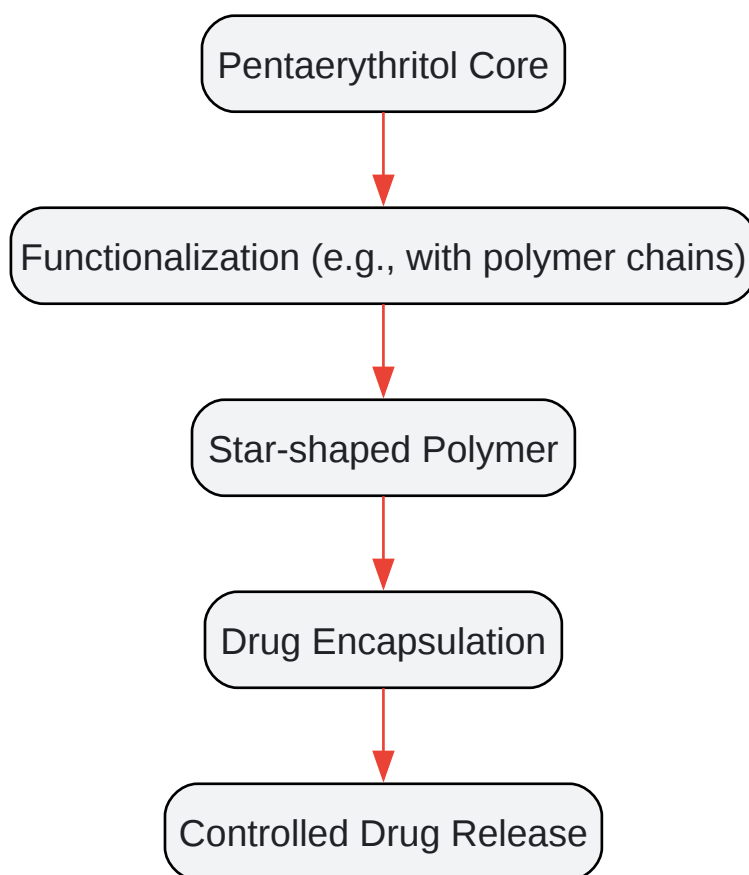 Pentaerythritol Core
Functionalization (e.g., with polymer chains)
Star-shaped Polymer
Drug Encapsulation
Controlled Drug Release